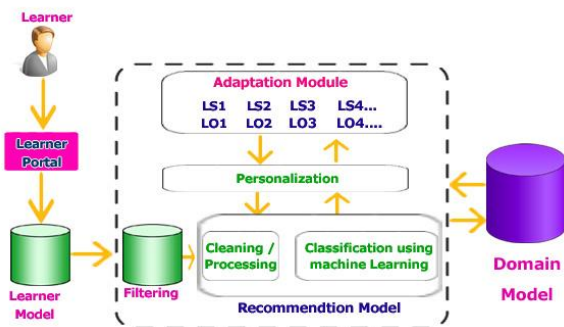 Learner
Learner
Portal
Learner
Model
Filtering
Adaptation Module
LS1 LS2 LS3 LS4...
LO1 LO2 LO3 LO4....
Personalization
Cleaning /
Processing
Classification using
machine Learning
Recommendtion Model
Domain
Model